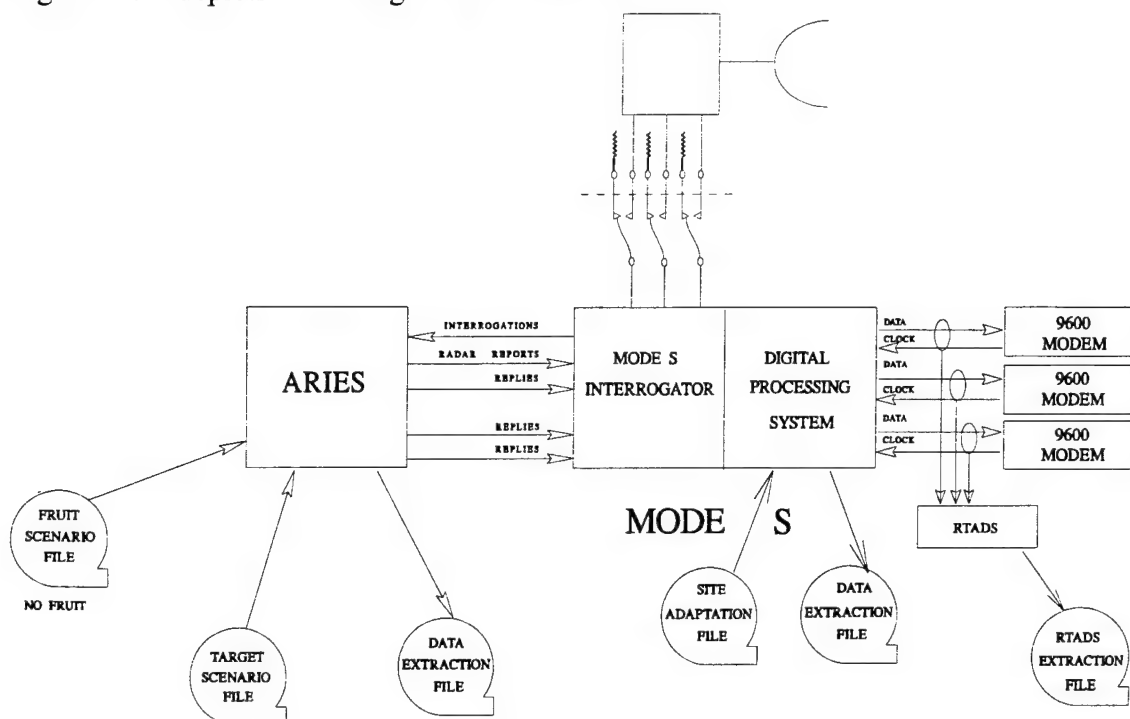 INTERROGATIONS
RADAR REPORTS
REPLIES
REPLIES
REPLIES
ARIES
MODE S
INTERROGATOR
DIGITAL
PROCESSING
SYSTEM
DATA
CLOCK
DATA
CLOCK
DATA
CLOCK
9600
MODEM
9600
MODEM
9600
MODEM
MODE S
RTADS
FRUIT
SCENARIO
FILE
NO FRUIT
TARGET
SCENARIO
FILE
DATA
EXTRACTION
FILE
SITE
ADAPTATION
FILE
DATA
EXTRACTION
FILE
RTADS
EXTRACTION
FILE